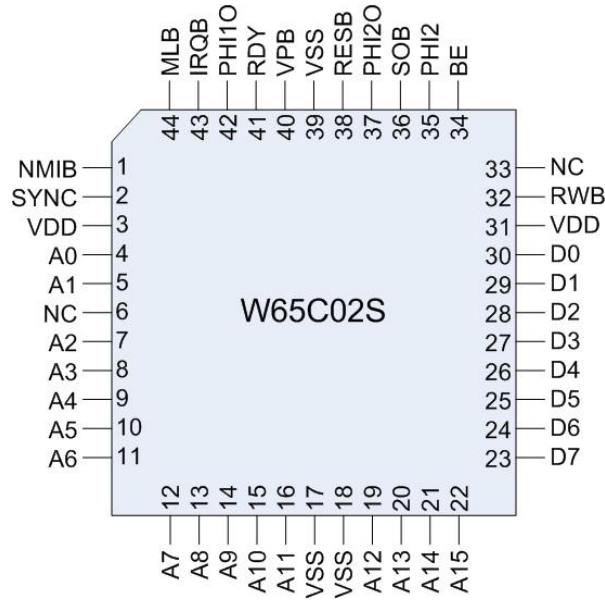 MLB IRQB PHI1O RDY VPB VSS RESB PHI2O SOB PHI2 BE
44 43 42 41 40 39 38 37 36 35 34
NMIB 1 33 NC
SYNC 2 32 RWB
VDD 3 31 VDD
A0 4 30 D0
A1 5 29 D1
NC 6 28 D2
W65C02S
A2 7 27 D3
A3 8 26 D4
A4 9 25 D5
A5 10 24 D6
A6 11 23 D7
12 13 14 15 16 17 18 19 20 21 22
A7 A8 A9 A10 A11 VSS VSS A12 A13 A14 A15